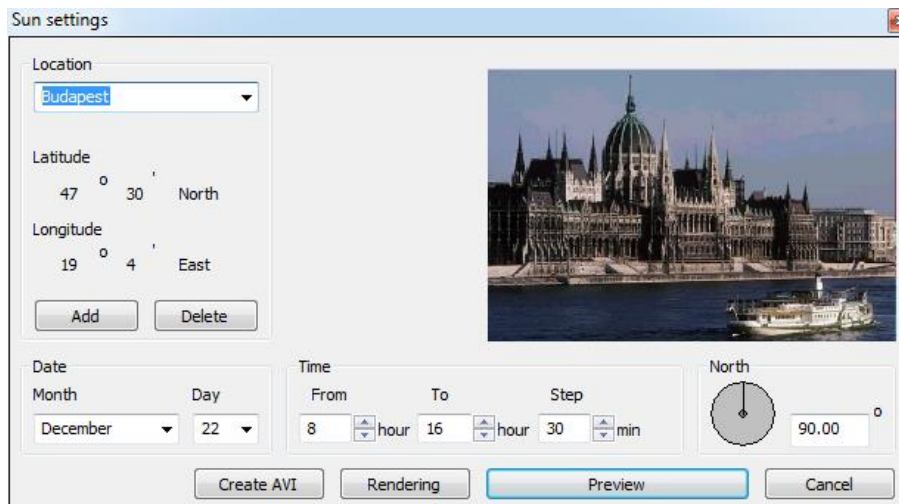 Sun settings
Location
Budapest
Latitude
47 o 30 ' North
Longitude
19 o 4 ' East
Add Delete
Date
Month Day
December 22
Time
From To Step
8 hour 16 hour 30 min
North
90.00 o
Create AVI Rendering Preview Cancel